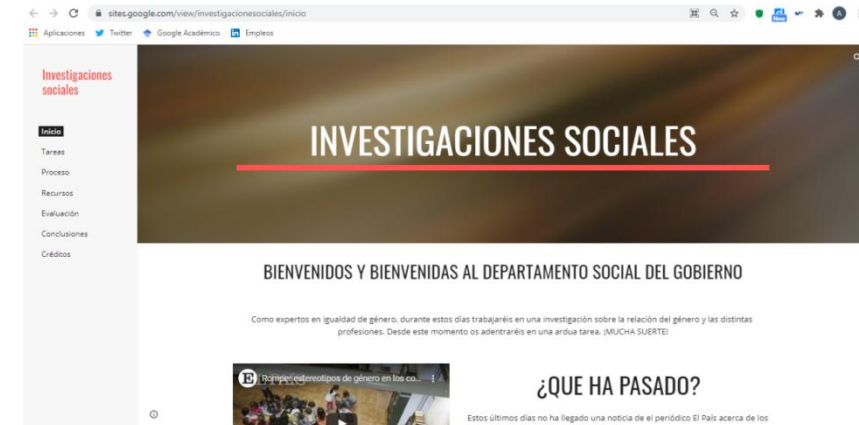 sites.google.com/view/investigacionesociales/inicio
Aplicaciones Twitter Google Académico Empleos
Investigaciones
sociales
Inicio
Tareas
Proceso
Recursos
Evaluación
Conclusiones
Créditos
INVESTIGACIONES SOCIALES
BIENVENIDOS Y BIENVENIDAS AL DEPARTAMENTO SOCIAL DEL GOBIERNO
Como expertos en igualdad de género, durante estos días trabajaréis en una investigación sobre la relación del género y las distintas
profesiones. Desde este momento os adentraréis en una ardua tarea. ¡MUCHA SUERTE!
Romper estereotipos de género en los co...
¿QUE HA PASADO?
Estos últimos días no ha llegado una noticia de el periódico El País acerca de los